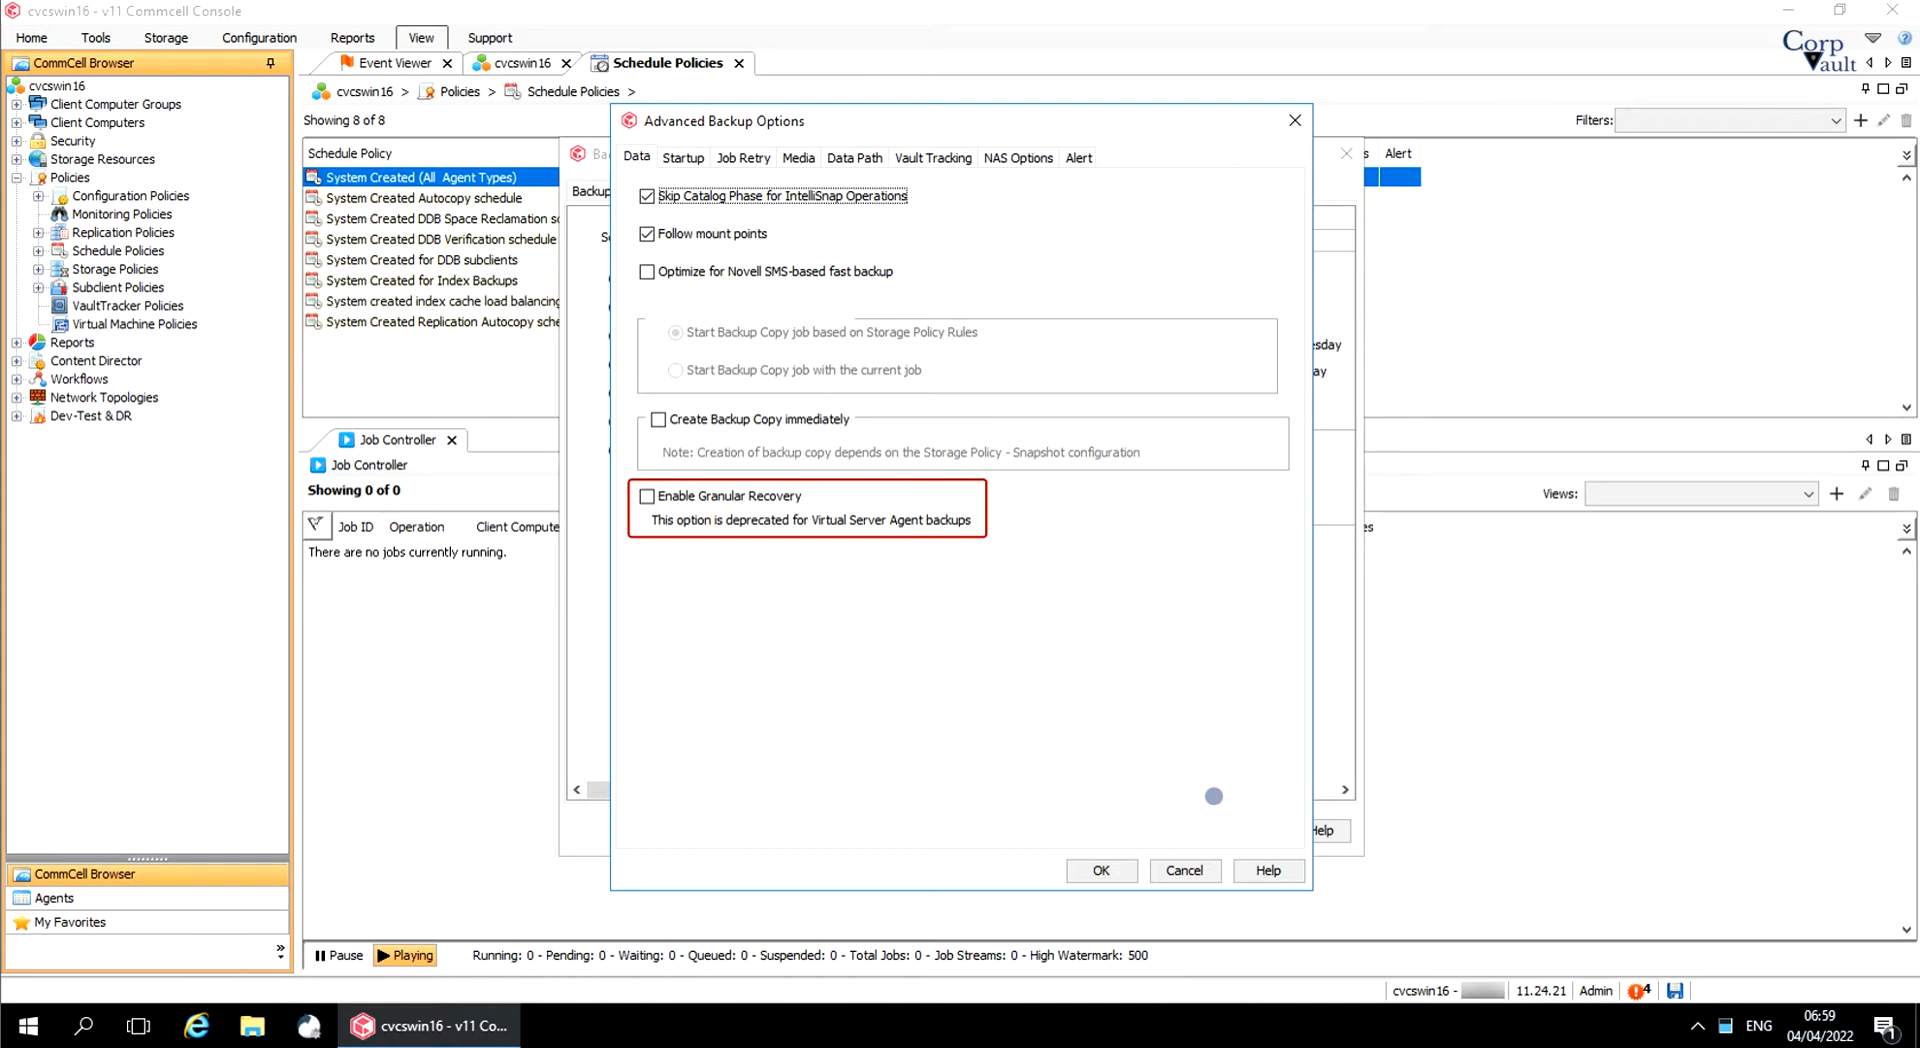 cvcswin16 - v11 Commcell Console
Home Tools Storage Configuration Reports View Support
CommCell Browser
Event Viewer cvcswin16 Schedule Policies
Corp Vault
cvcswin16
Client Computer Groups
Client Computers
Security
Storage Resources
Policies
Configuration Policies
Monitoring Policies
Replication Policies
Schedule Policies
Storage Policies
Subclient Policies
VaultTracker Policies
Virtual Machine Policies
Reports
Content Director
Workflows
Network Topologies
Dev-Test & DR
CommCell Browser
Agents
My Favorites
cvcswin16 > Policies > Schedule Policies >
Showing 8 of 8
Filters:
Schedule Policy
Alert
System Created (All Agent Types)
System Created Autocopy schedule
System Created DDB Space Reclamation sc
System Created DDB Verification schedule
System Created for DDB subclients
System Created for Index Backups
System created index cache load balancing
System Created Replication Autocopy sche
Ba
Backup
sday
ay
Help
Advanced Backup Options
Data Startup Job Retry Media Data Path Vault Tracking NAS Options Alert
Skip Catalog Phase for IntelliSnap Operations
Follow mount points
Optimize for Novell SMS-based fast backup
Start Backup Copy job based on Storage Policy Rules
Start Backup Copy job with the current job
Create Backup Copy immediately
Note: Creation of backup copy depends on the Storage Policy - Snapshot configuration
Enable Granular Recovery
This option is deprecated for Virtual Server Agent backups
OK Cancel Help
Job Controller
Job Controller
Showing 0 of 0
Views:
Job ID Operation Client Compute
There are no jobs currently running.
Pause Playing Running: 0 - Pending: 0 - Waiting: 0 - Queued: 0 - Suspended: 0 - Total Jobs: 0 - Job Streams: 0 - High Watermark: 500
cvcswin16 - 11.24.21 Admin 4
cvcswin16 - v11 Co...
ENG
06:59
04/04/2022
1